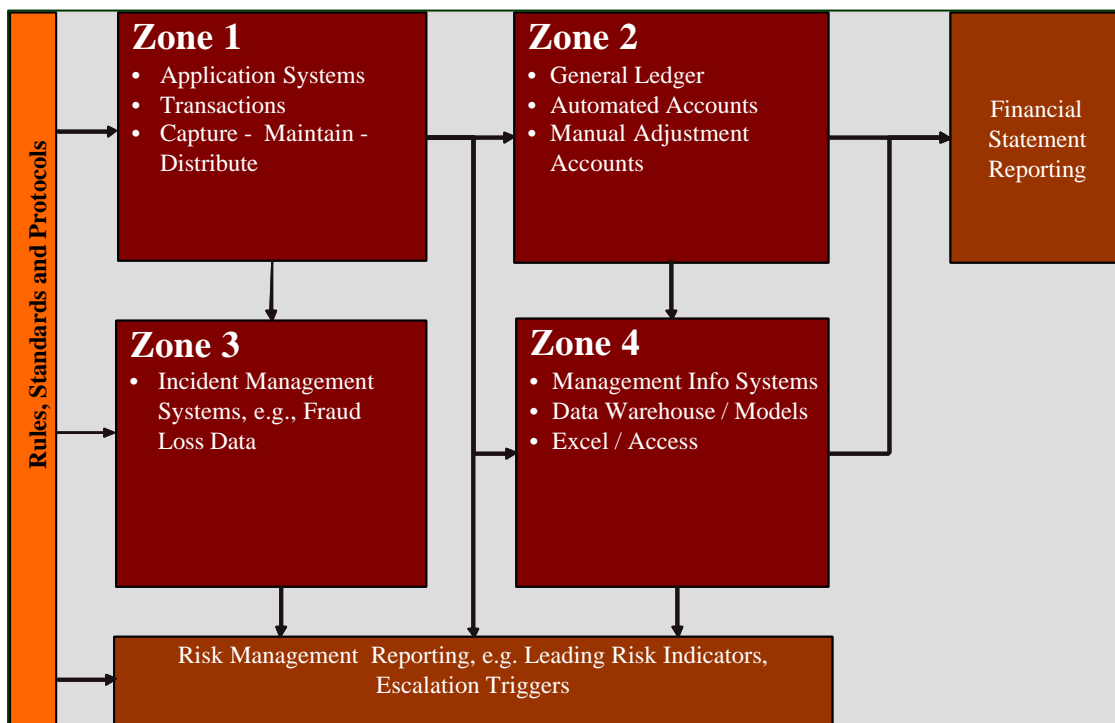 Rules, Standards and Protocols
Zone 1
• Application Systems
• Transactions
• Capture - Maintain -
Distribute
Zone 2
• General Ledger
• Automated Accounts
• Manual Adjustment
Accounts
Financial
Statement
Reporting
Zone 3
• Incident Management
Systems, e.g., Fraud
Loss Data
Zone 4
• Management Info Systems
• Data Warehouse / Models
• Excel / Access
Risk Management Reporting, e.g. Leading Risk Indicators,
Escalation Triggers